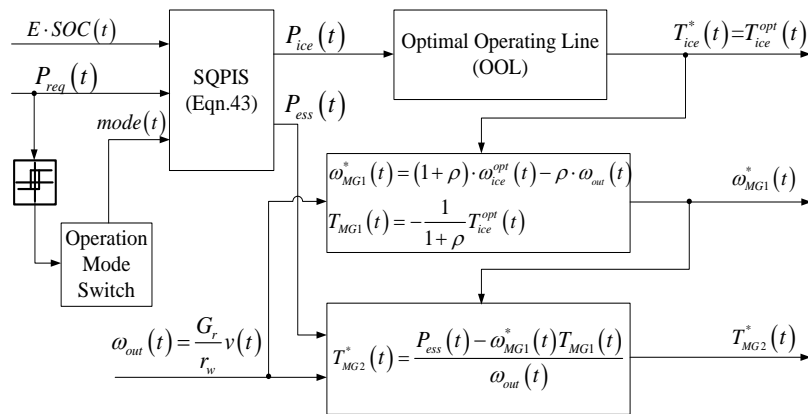 E·SOC(t)
P_req(t)
mode(t)
Operation
Mode
Switch
SQPIS
(Eqn.43)
P_ice(t)
P_ess(t)
Optimal Operating Line
(OOL)
T*_ice(t)=T^opt_ice(t)
ω*_MG1(t)=(1+ρ)·ω^opt_ice(t)−ρ·ω_out(t)
T_MG1(t)=−1/(1+ρ) T^opt_ice(t)
ω*_MG1(t)
ω_out(t)=G_r/r_w v(t)
T*_MG2(t)=(P_ess(t)−ω*_MG1(t)T_MG1(t))/ω_out(t)
T*_MG2(t)